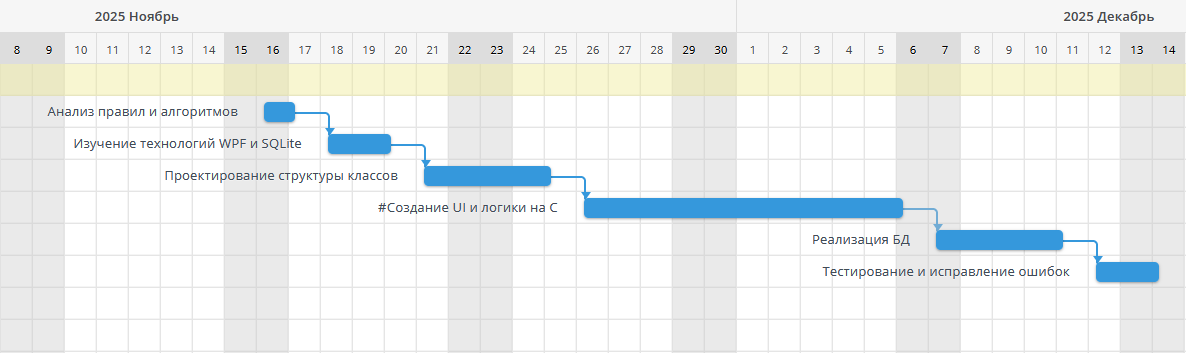 2025 Ноябрь 2025 Декабрь
8 9 10 11 12 13 14 15 16 17 18 19 20 21 22 23 24 25 26 27 28 29 30 1 2 3 4 5 6 7 8 9 10 11 12 13 14
Анализ правил и алгоритмов
Изучение технологий WPF и SQLite
Проектирование структуры классов
#Создание UI и логики на C
Реализация БД
Тестирование и исправление ошибок